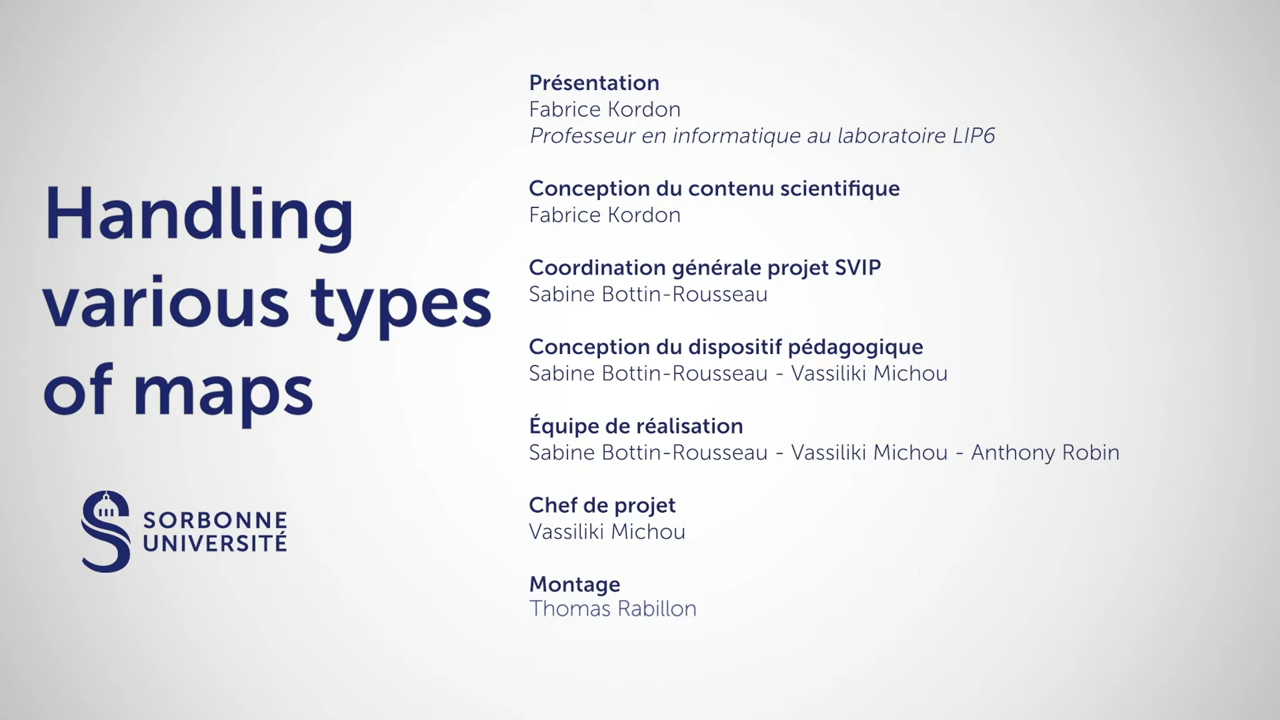 Handling
various types
of maps
SORBONNE
UNIVERSITÉ
Présentation
Fabrice Kordon
Professeur en informatique au laboratoire LIP6
Conception du contenu scientifique
Fabrice Kordon
Coordination générale projet SVIP
Sabine Bottin-Rousseau
Conception du dispositif pédagogique
Sabine Bottin-Rousseau - Vassiliki Michou
Équipe de réalisation
Sabine Bottin-Rousseau - Vassiliki Michou - Anthony Robin
Chef de projet
Vassiliki Michou
Montage
Thomas Rabillon